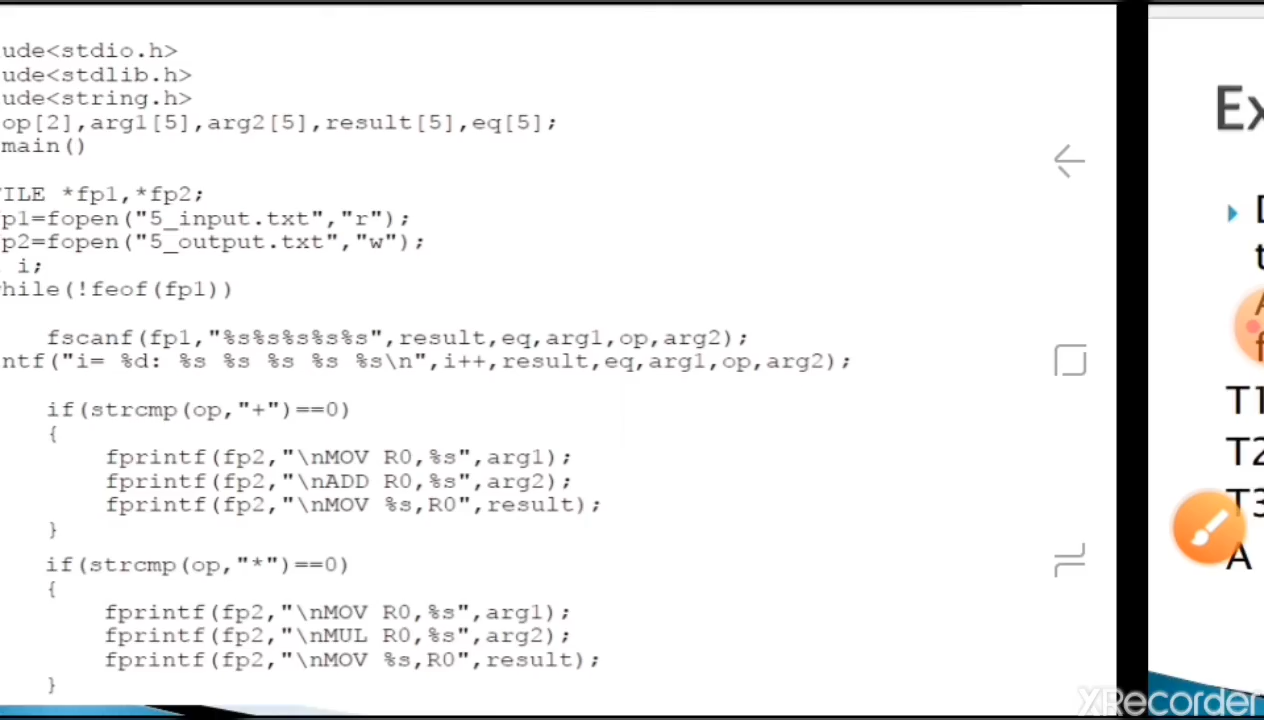 ude<stdio.h>
ude<stdlib.h>
ude<string.h>
op[2],arg1[5],arg2[5],result[5],eq[5];
main()
FILE *fp1,*fp2;
p1=fopen("5_input.txt","r");
p2=fopen("5_output.txt","w");
i;
hile(!feof(fp1))
fscanf(fp1,"%s%s%s%s%s",result,eq,arg1,op,arg2);
ntf("i= %d: %s %s %s %s %s\n",i++,result,eq,arg1,op,arg2);
if(strcmp(op,"+")==0)
{
fprintf(fp2,"\nMOV R0,%s",arg1);
fprintf(fp2,"\nADD R0,%s",arg2);
fprintf(fp2,"\nMOV %s,R0",result);
}
if(strcmp(op,"*")==0)
{
fprintf(fp2,"\nMOV R0,%s",arg1);
fprintf(fp2,"\nMUL R0,%s",arg2);
fprintf(fp2,"\nMOV %s,R0",result);
}
Ex
T1
T2
T3
A
XRecorder